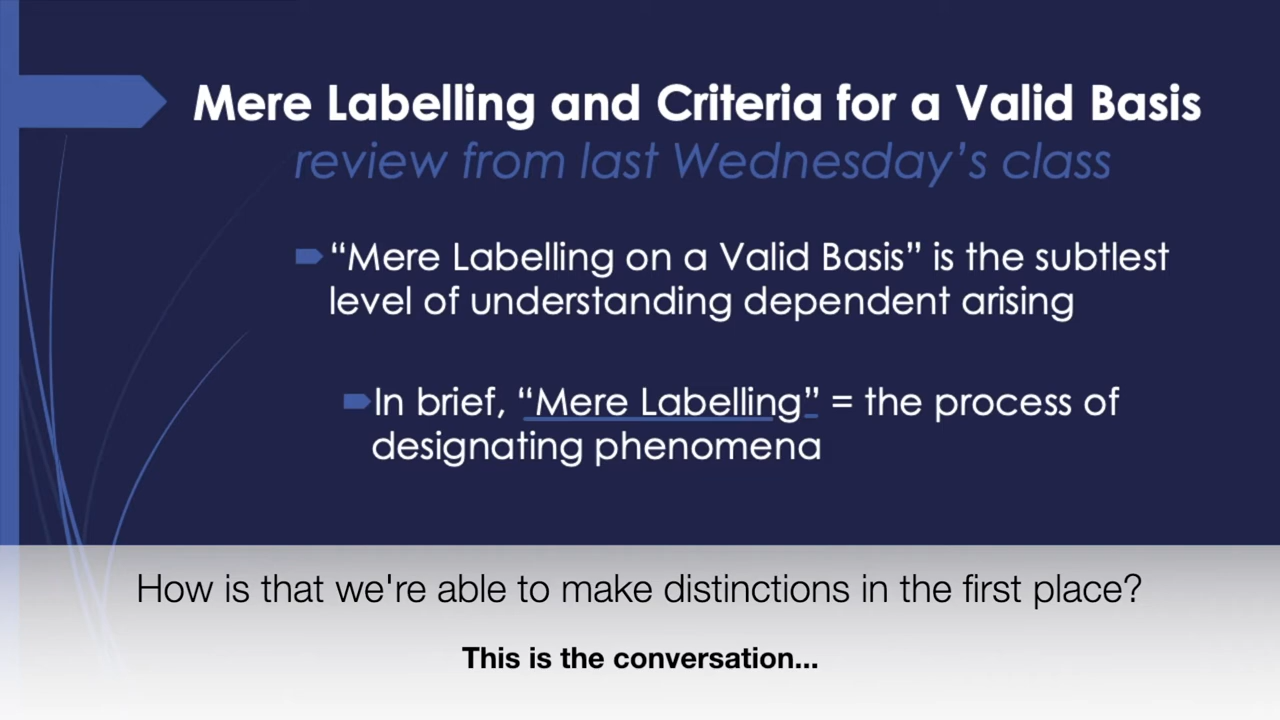 Mere Labelling and Criteria for a Valid Basis
review from last Wednesday’s class
“Mere Labelling on a Valid Basis” is the subtlest
level of understanding dependent arising
In brief, “Mere Labelling” = the process of
designating phenomena
How is that we're able to make distinctions in the first place?
This is the conversation...